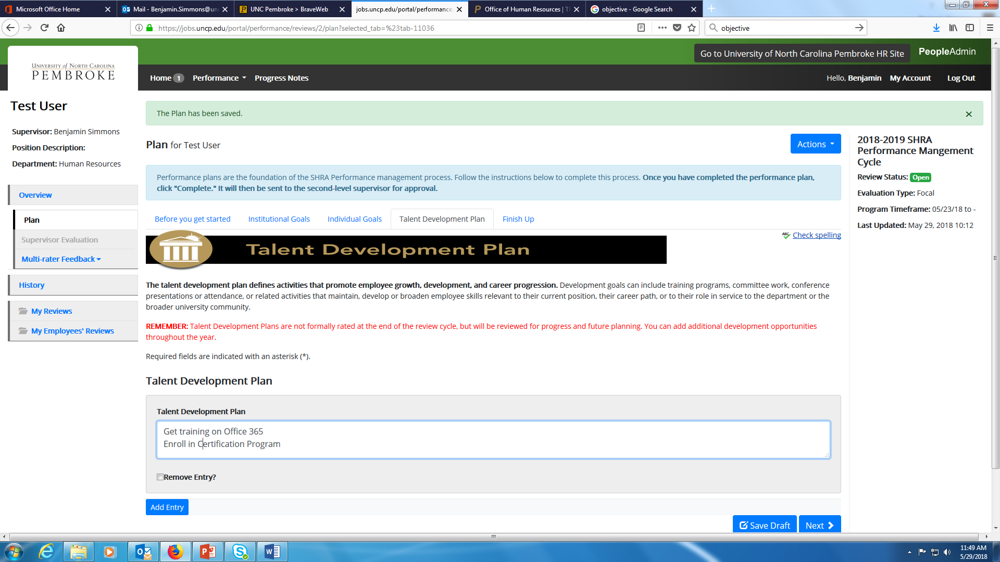 Microsoft Office Home
Mail - Benjamin.Simmons@un
UNC Pembroke > BraveWeb
jobs.uncp.edu/portal/performance/
Office of Human Resources | Th
objective - Google Search
https://jobs.uncp.edu/portal/performance/reviews/2/plan?selected_tab=%23tab-11036
objective
Go to University of North Carolina Pembroke HR Site
PeopleAdmin
UNIVERSITY of NORTH CAROLINA
PEMBROKE
Home 1 Performance Progress Notes
Hello, Benjamin My Account Log Out
Test User
Supervisor: Benjamin Simmons
Position Description:
Department: Human Resources
Overview
Plan
Supervisor Evaluation
Multi-rater Feedback
History
My Reviews
My Employees' Reviews
The Plan has been saved.
Plan for Test User
Actions
Performance plans are the foundation of the SHRA Performance management process. Follow the instructions below to complete this process. Once you have completed the performance plan,
click "Complete." It will then be sent to the second-level supervisor for approval.
Before you get started Institutional Goals Individual Goals Talent Development Plan Finish Up
ABC Check spelling
Talent Development Plan
The talent development plan defines activities that promote employee growth, development, and career progression. Development goals can include training programs, committee work, conference
presentations or attendance, or related activities that maintain, develop or broaden employee skills relevant to their current position, their career path, or to their role in service to the department or the
broader university community.
REMEMBER: Talent Development Plans are not formally rated at the end of the review cycle, but will be reviewed for progress and future planning. You can add additional development opportunities
throughout the year.
Required fields are indicated with an asterisk (*).
Talent Development Plan
Talent Development Plan
Get training on Office 365
Enroll in Certification Program
Remove Entry?
Add Entry
Save Draft
Next
2018-2019 SHRA
Performance Mangement
Cycle
Review Status: Open
Evaluation Type: Focal
Program Timeframe: 05/23/18 to -
Last Updated: May 29, 2018 10:12
11:49 AM
5/29/2018